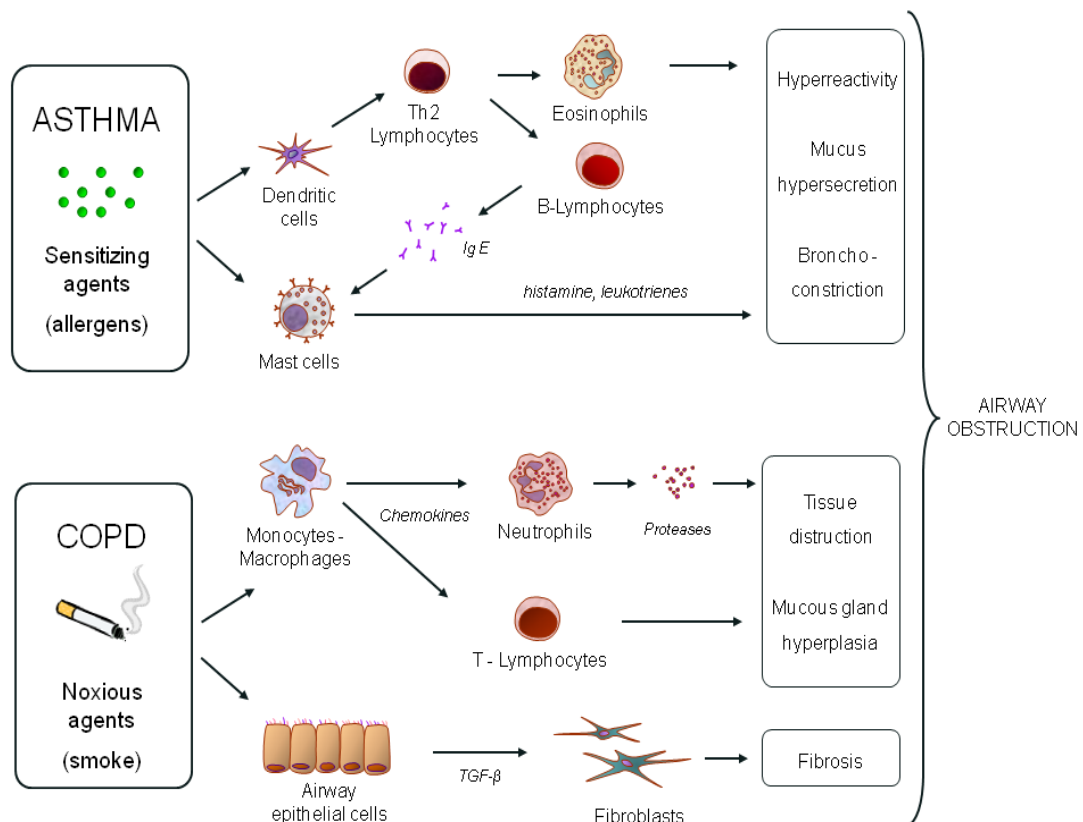 ASTHMA
Sensitizing
agents
(allergens)
Dendritic
cells
Th2
Lymphocytes
Eosinophils
B-Lymphocytes
Ig E
Mast cells
histamine, leukotrienes
Hyperreactivity
Mucus
hypersecretion
Broncho -
constriction
AIRWAY
OBSTRUCTION
COPD
Noxious
agents
(smoke)
Monocytes -
Macrophages
Chemokines
Neutrophils
Proteases
T - Lymphocytes
Tissue
distruction
Mucous gland
hyperplasia
Airway
epithelial cells
TGF-β
Fibroblasts
Fibrosis